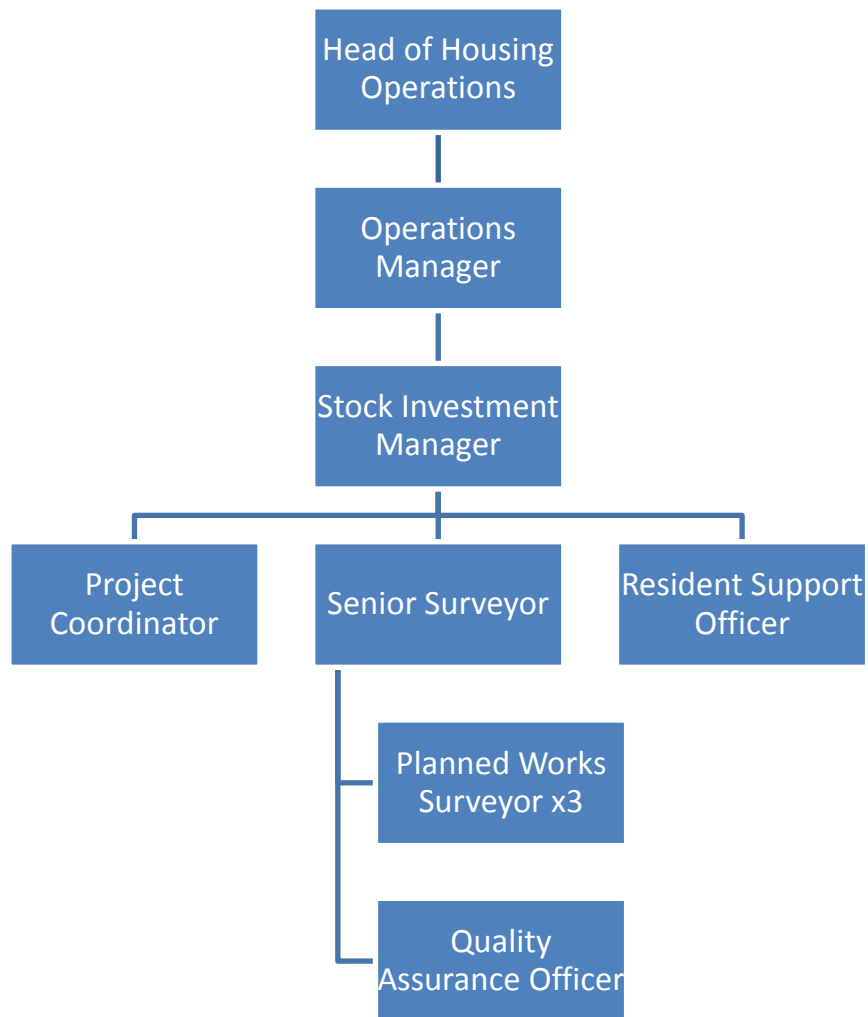 Head of Housing
Operations
Operations
Manager
Stock Investment
Manager
Project
Coordinator
Senior Surveyor
Resident Support
Officer
Planned Works
Surveyor x3
Quality
Assurance Officer